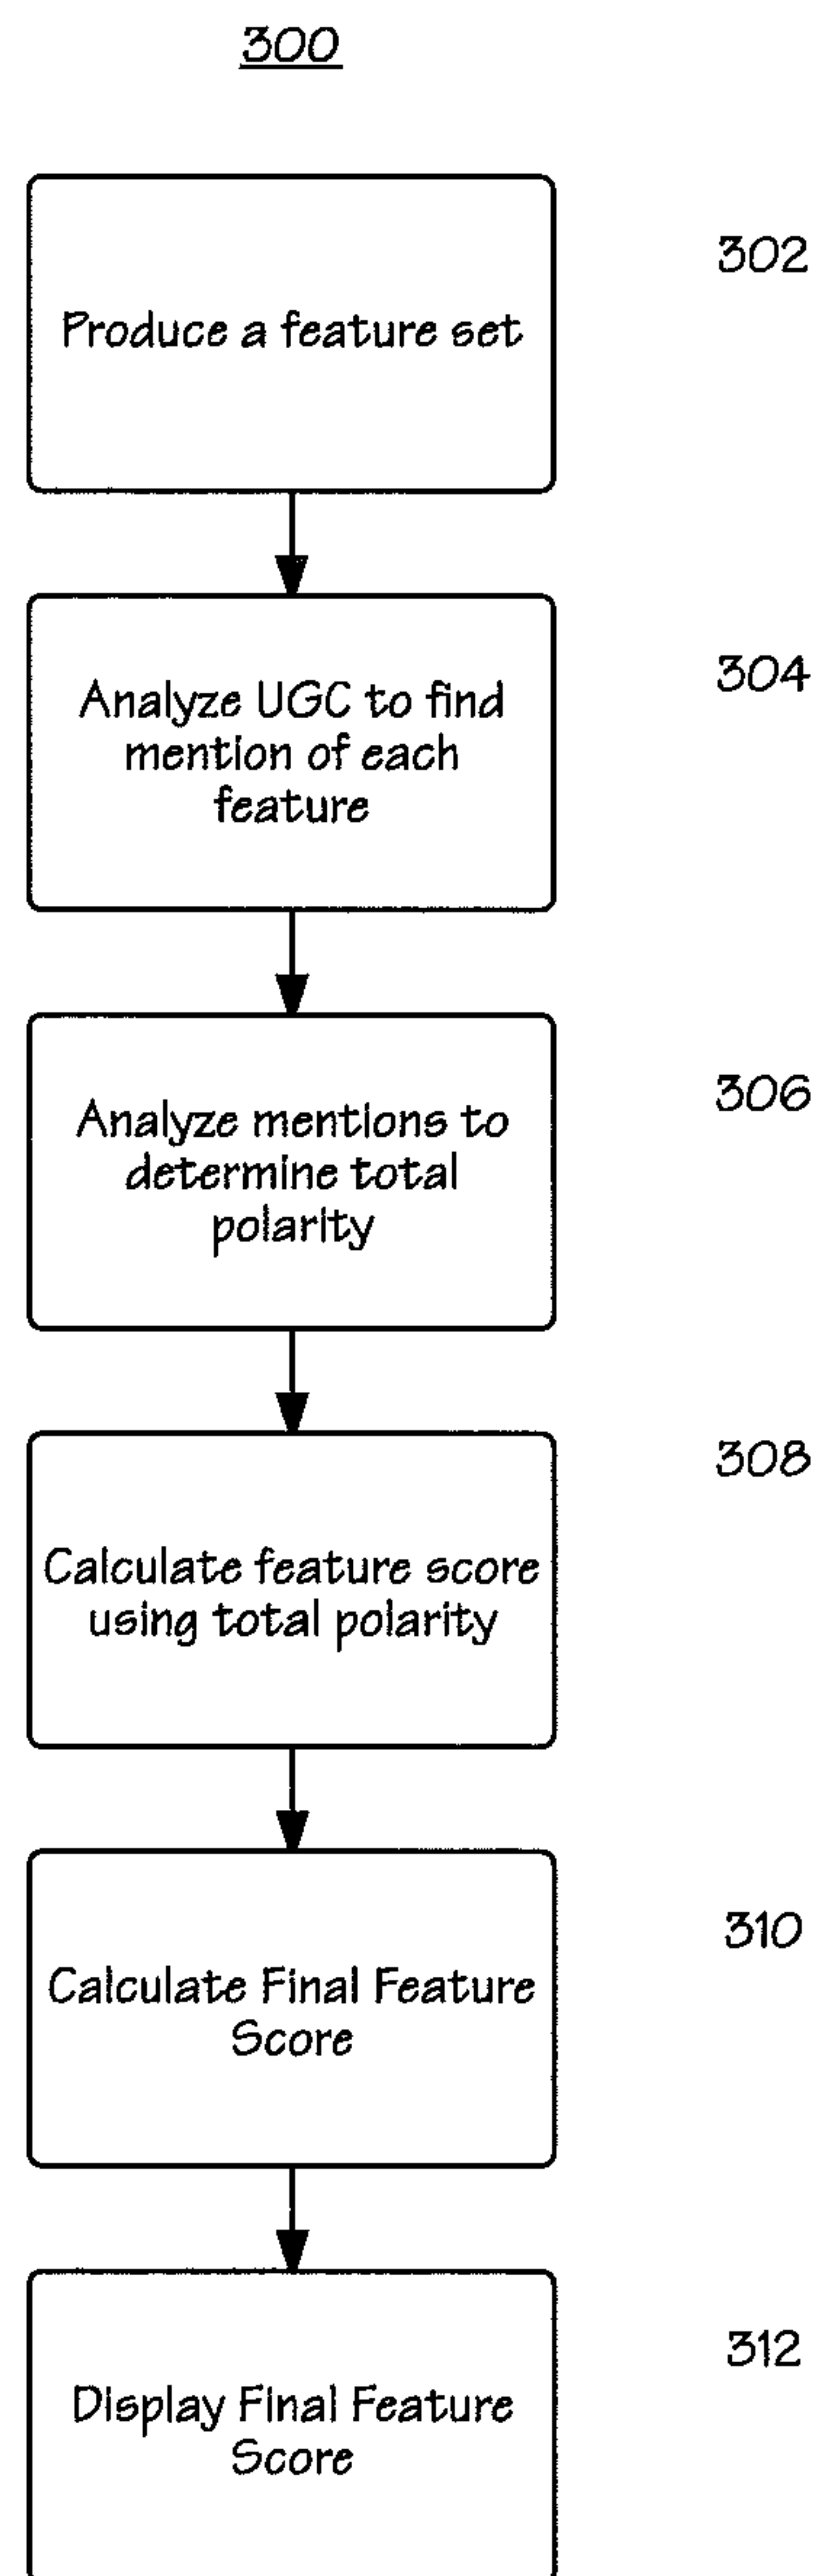 300
302
Produce a feature set
304
Analyze UGC to find
mention of each
feature
306
Analyze mentions to
determine total
polarity
308
Calculate feature score
using total polarity
310
Calculate Final Feature
Score
312
Display Final Feature
Score